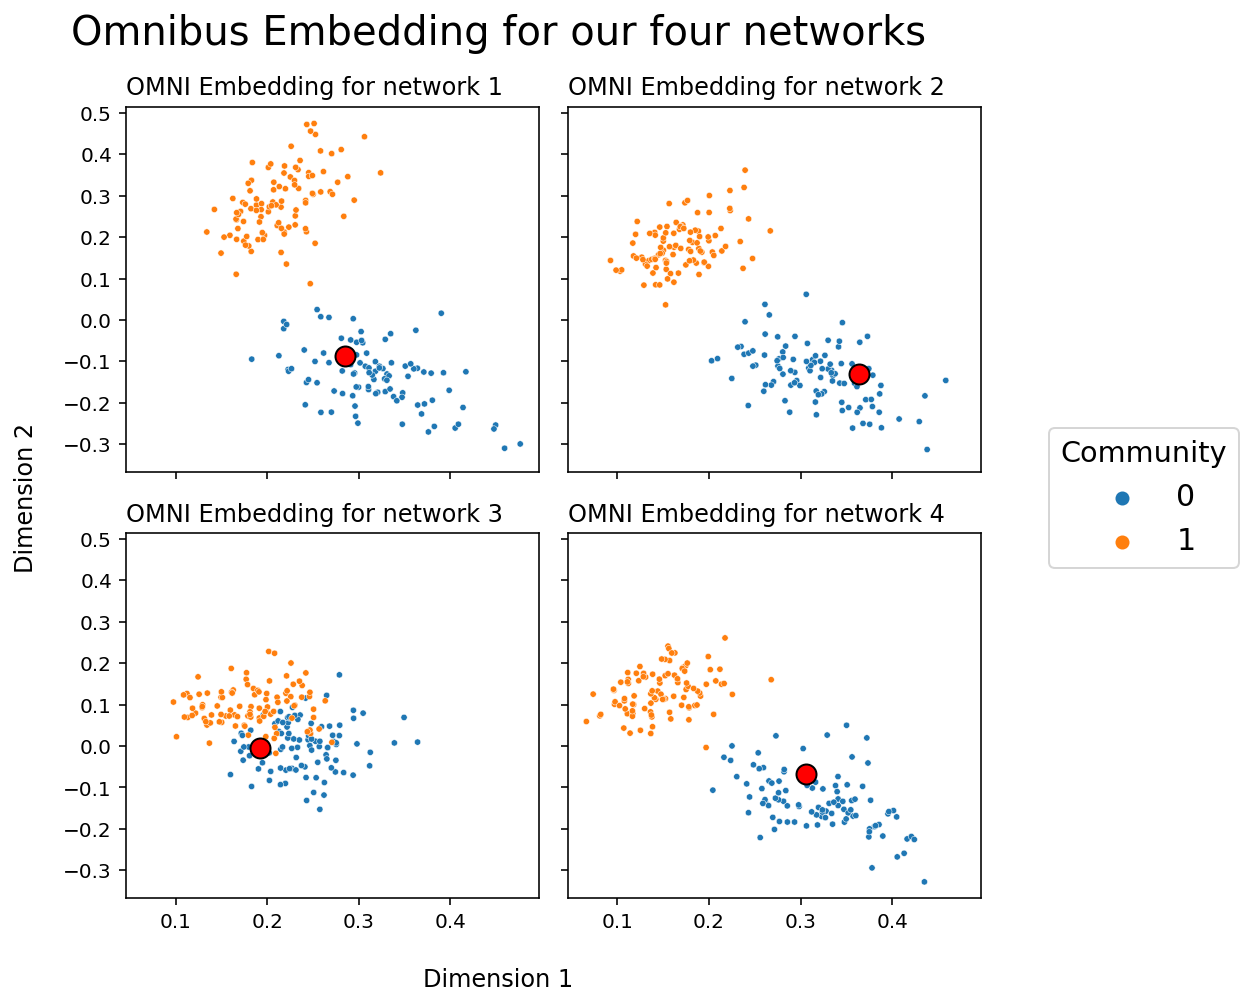 Omnibus Embedding for our four networks
OMNI Embedding for network 1
OMNI Embedding for network 2
0.5
0.4
0.3
0.2
0.1
0.0
−0.1
−0.2
−0.3
Dimension 2
Community
0
1
OMNI Embedding for network 3
OMNI Embedding for network 4
0.5
0.4
0.3
0.2
0.1
0.0
−0.1
−0.2
−0.3
0.1 0.2 0.3 0.4
0.1 0.2 0.3 0.4
Dimension 1